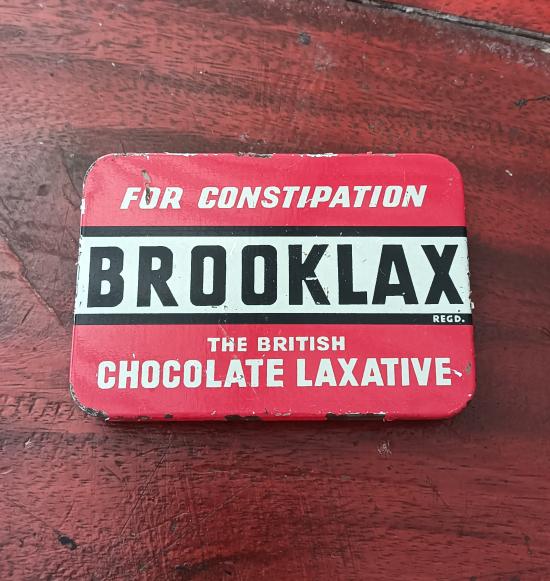 FOR CONSTIPATION
BROOKLAX
REGD.
THE BRITISH
CHOCOLATE LAXATIVE